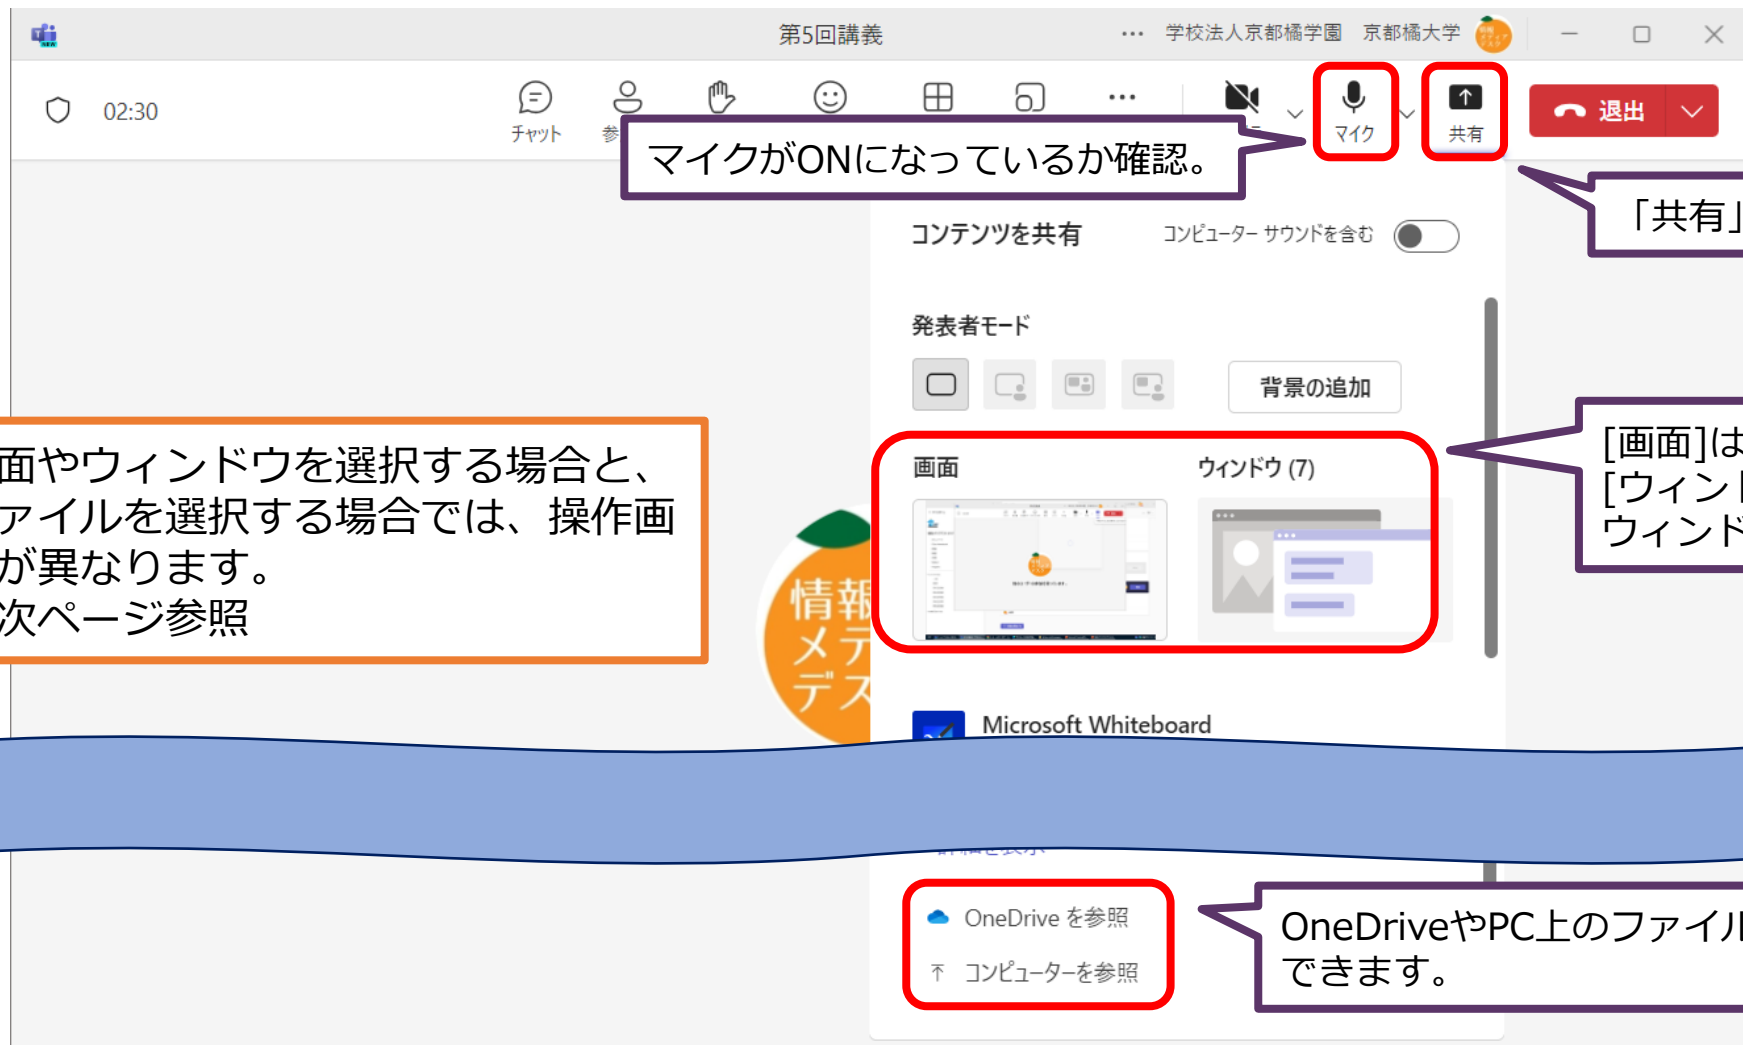 第5回講義
学校法人京都橘学園 京都橘大学
02:30
チャット
参
マイク
共有
退出
マイクがONになっているか確認。
「共有」
コンテンツを共有
コンピューター サウンドを含む
発表者モード
背景の追加
面やウィンドウを選択する場合と、
ァイルを選択する場合では、操作画
が異なります。
次ページ参照
画面
ウィンドウ (7)
[画面]は
[ウィント
ウィンド
情報
メデ
デス
Microsoft Whiteboard
OneDrive を参照
コンピューターを参照
OneDriveやPC上のファイル
できます。